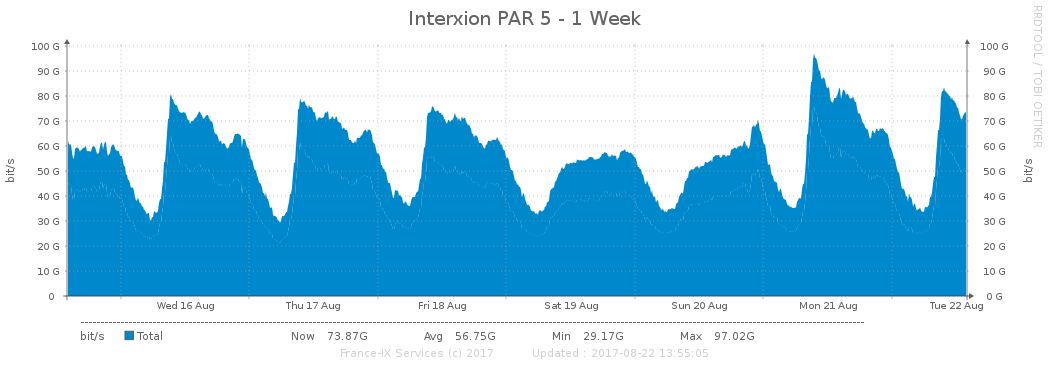 Interxion PAR 5 - 1 Week
RRDTOOL / TOBI OETIKER
100 G 100 G
90 G 90 G
80 G 80 G
70 G 70 G
60 G 60 G
50 G 50 G
40 G 40 G
30 G 30 G
20 G 20 G
10 G 10 G
0 0 G
bit/s bit/s
Wed 16 Aug Thu 17 Aug Fri 18 Aug Sat 19 Aug Sun 20 Aug Mon 21 Aug Tue 22 Aug
bit/s Total Now 73.87G Avg 56.75G Min 29.17G Max 97.02G
France-IX Services (c) 2017 Updated : 2017-08-22 13:55:05